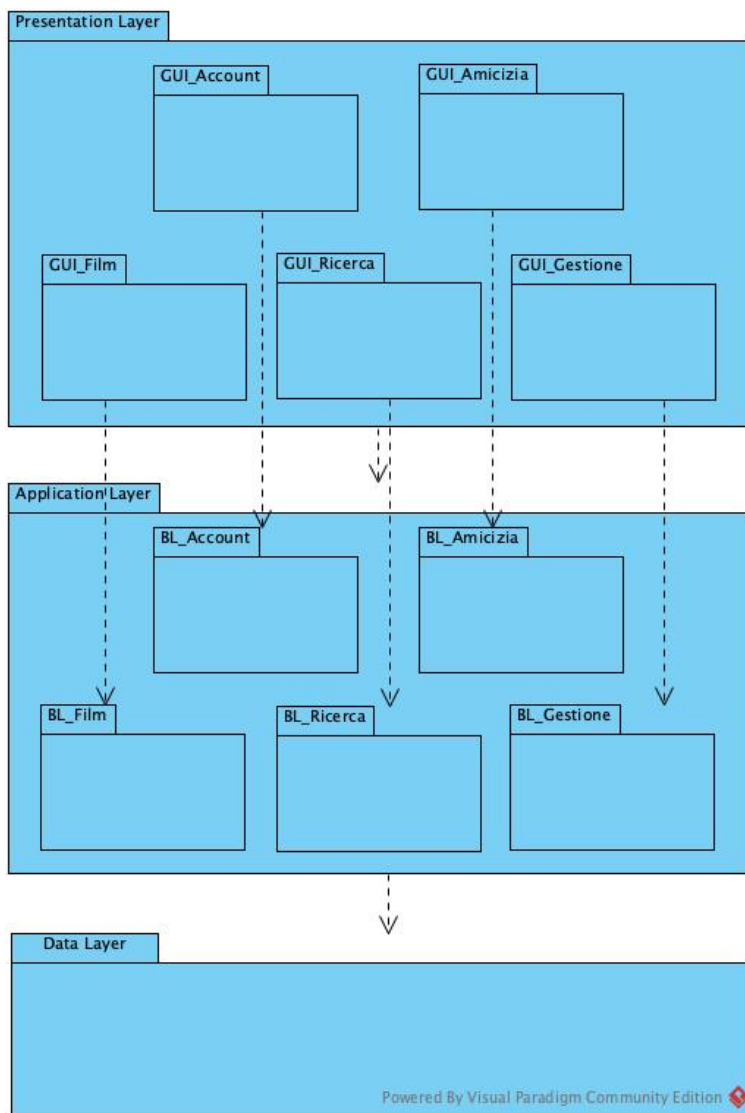 Presentation Layer
GUI_Account
GUI_Amicizia
GUI_Film
GUI_Ricerca
GUI_Gestione
Application Layer
BL_Account
BL_Amicizia
BL_Film
BL_Ricerca
BL_Gestione
Data Layer
Powered By Visual Paradigm Community Edition